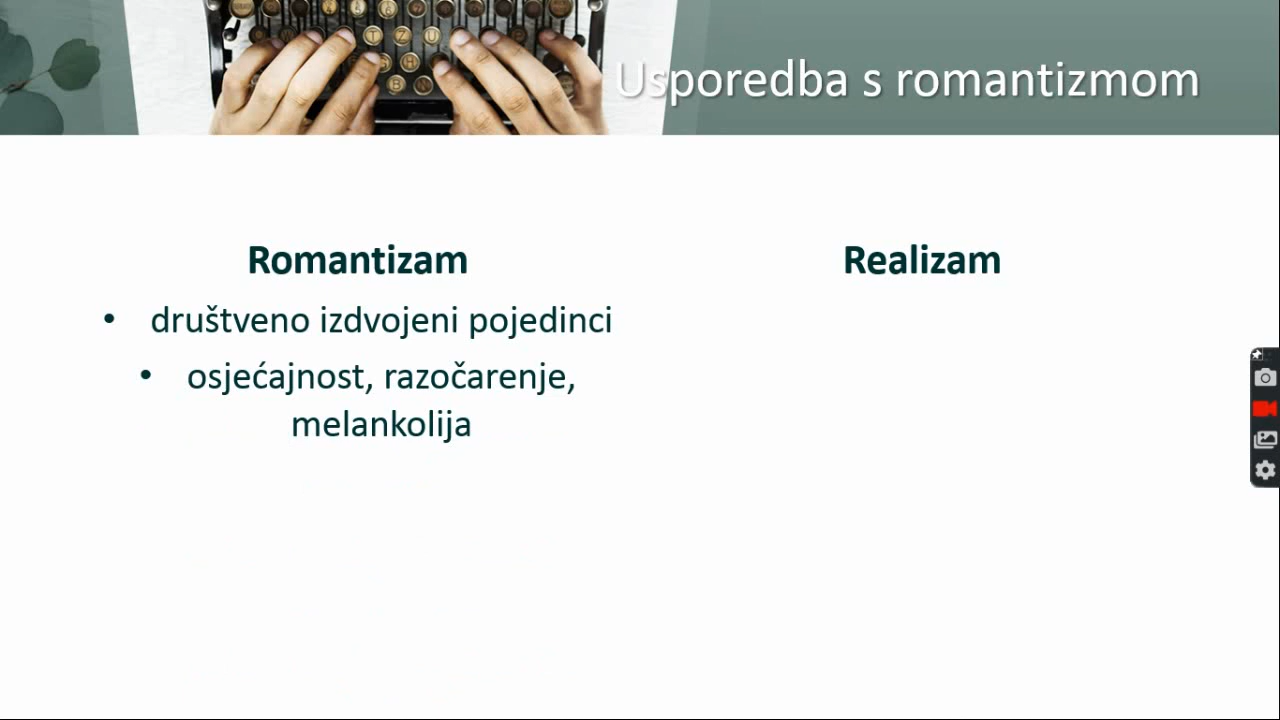 Usporedba s romantizmom
Romantizam
• društveno izdvojeni pojedinci
• osjećajnost, razočarenje,
melankolija
Realizam